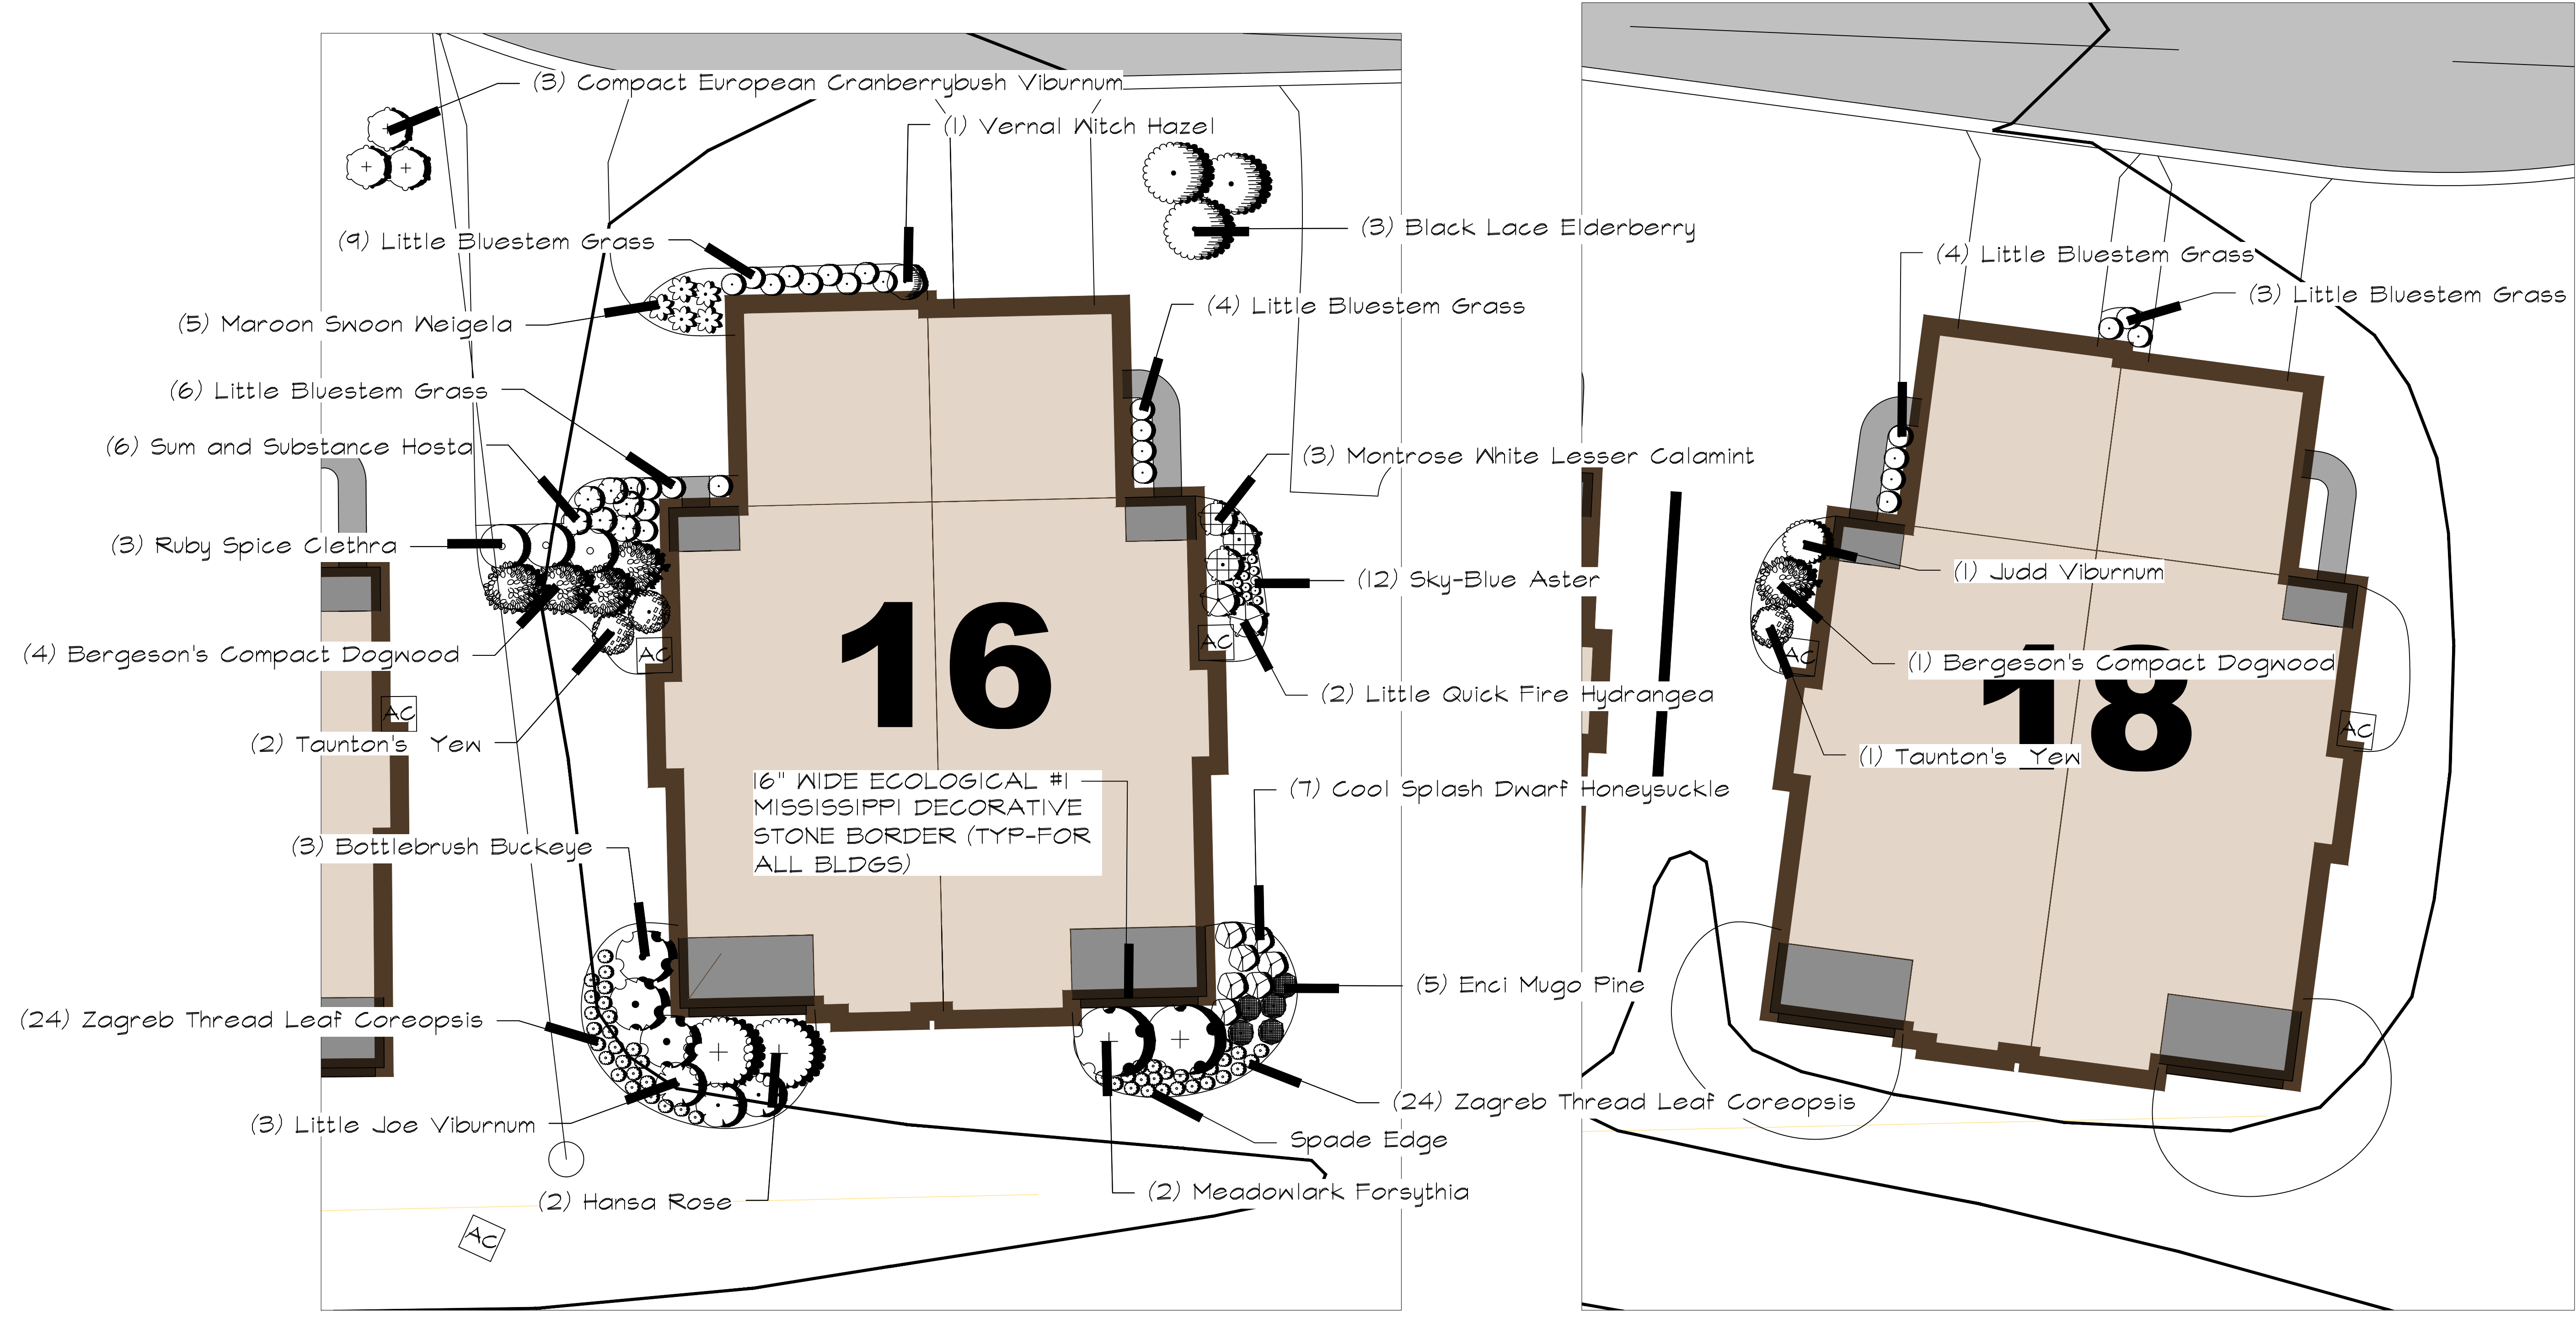 (3) Compact European Cranberrybush Viburnum
(1) Vernal Witch Hazel
(9) Little Bluestem Grass
(3) Black Lace Elderberry
(5) Maroon Swoon Weigela
(4) Little Bluestem Grass
(6) Little Bluestem Grass
(6) Sum and Substance Hosta
(3) Montrose White Lesser Calamint
(3) Ruby Spice Clethra
(12) Sky-Blue Aster
(4) Bergeson's Compact Dogwood
AC
AC
16
(2) Little Quick Fire Hydrangea
AC
(2) Taunton's Yew
16" WIDE ECOLOGICAL #1
MISSISSIPPI DECORATIVE
STONE BORDER (TYP-FOR
ALL BLDGS)
(7) Cool Splash Dwarf Honeysuckle
(3) Bottlebrush Buckeye
(5) Enci Mugo Pine
(24) Zagreb Thread Leaf Coreopsis
(24) Zagreb Thread Leaf Coreopsis
(3) Little Joe Viburnum
Spade Edge
(2) Hansa Rose
(2) Meadowlark Forsythia
AC
(4) Little Bluestem Grass
(3) Little Bluestem Grass
(1) Judd Viburnum
AC
(1) Bergeson's Compact Dogwood
18
AC
(1) Taunton's Yew